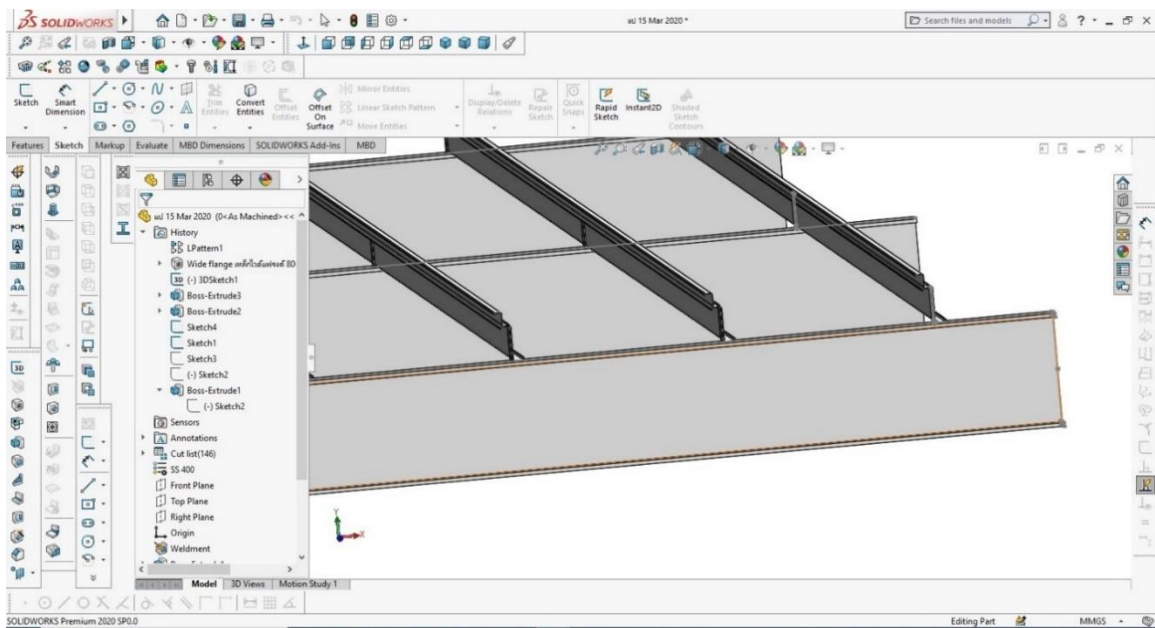 SOLIDWORKS
แป 15 Mar 2020 *
Search files and models
Sketch
Smart Dimension
Trim Entities
Convert Entities
Offset Entities
Offset On Surface
Mirror Entities
Linear Sketch Pattern
Move Entities
Display/Delete Relations
Repair Sketch
Quick Snaps
Rapid Sketch
Instant2D
Shaded Sketch Contours
Features Sketch Markup Evaluate MBD Dimensions SOLIDWORKS Add-Ins MBD
แป 15 Mar 2020 (0<As Machined><<
History
LPattern1
Wide flange 80
(-) 3DSketch1
Boss-Extrude3
Boss-Extrude2
Sketch4
Sketch1
Sketch3
(-) Sketch2
Boss-Extrude1
(-) Sketch2
Sensors
Annotations
Cut list(146)
SS 400
Front Plane
Top Plane
Right Plane
Origin
Weldment
Y
X
Model 3D Views Motion Study 1
SOLIDWORKS Premium 2020 SP0.0
Editing Part
MMGS